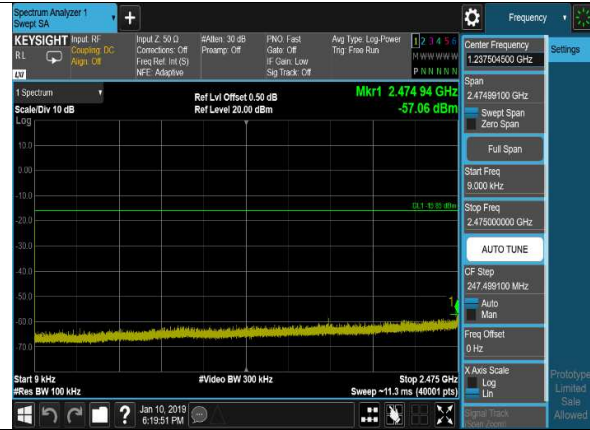 Spectrum Analyzer 1
Swept SA
+
Frequency
KEYSIGHT
RL
LXI
Input: RF
Coupling: DC
Align: Off
Input Z: 50 Ω
Corrections: Off
Freq Ref: Int (S)
NFE: Adaptive
#Atten: 30 dB
Preamp: Off
PNO: Fast
Gate: Off
IF Gain: Low
Sig Track: Off
Avg Type: Log-Power
Trig: Free Run
1 2 3 4 5 6
M W W W W W
P N N N N N
1 Spectrum
Scale/Div 10 dB
Log
Ref Lvl Offset 0.50 dB
Ref Level 20.00 dBm
Mkr1 2.474 94 GHz
-57.06 dBm
10.0
0.00
-10.0
-20.0
-30.0
-40.0
-50.0
-60.0
-70.0
1
Start 9 kHz
#Res BW 100 kHz
#Video BW 300 kHz
Stop 2.475 GHz
Sweep ~11.3 ms (40001 pts)
Center Frequency
1.237504500 GHz
Settings
Span
2.47499100 GHz
Swept Span
Zero Span
Full Span
Start Freq
9.000 kHz
Stop Freq
2.475000000 GHz
AUTO TUNE
CF Step
247.499100 MHz
Auto
Man
Freq Offset
0 Hz
X Axis Scale
Log
Lin
Signal Track
(Span Zoom)
Prototype
Limited
Sale
Allowed
?
Jan 10, 2019
6:19:51 PM